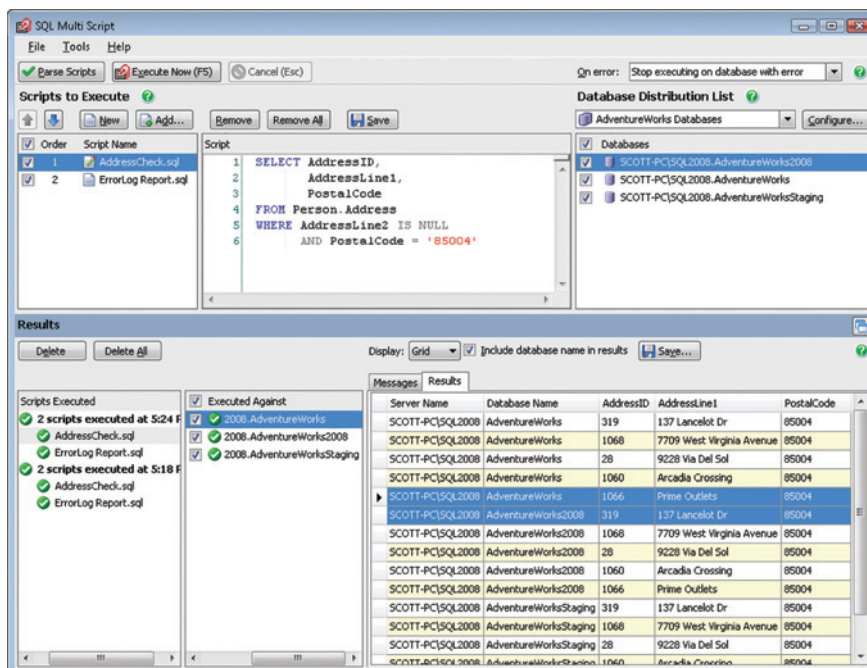 SQL Multi Script
File Tools Help
Parse Scripts Execute Now (F5) Cancel (Esc) On error: Stop executing on database with error
Scripts to Execute Database Distribution List
New Add... Remove Remove All Save AdventureWorks Databases Configure...
Order Script Name Script Databases
1 AddressCheck.sql
2 ErrorLog Report.sql
1 SELECT AddressID,
2 AddressLine1,
3 PostalCode
4 FROM Person.Address
5 WHERE AddressLine2 IS NULL
6 AND PostalCode = '85004'
SCOTT-PC\SQL2008.AdventureWorks2008
SCOTT-PC\SQL2008.AdventureWorks
SCOTT-PC\SQL2008.AdventureWorksStaging
Results
Delete Delete All Display: Grid Include database name in results Save...
Messages Results
Scripts Executed
2 scripts executed at 5:24 P
AddressCheck.sql
ErrorLog Report.sql
2 scripts executed at 5:18 P
AddressCheck.sql
ErrorLog Report.sql
Executed Against
2008.AdventureWorks
2008.AdventureWorks2008
2008.AdventureWorksStaging
Server Name Database Name AddressID AddressLine1 PostalCode
SCOTT-PC\SQL2008 AdventureWorks 319 137 Lancelot Dr 85004
SCOTT-PC\SQL2008 AdventureWorks 1068 7709 West Virginia Avenue 85004
SCOTT-PC\SQL2008 AdventureWorks 28 9228 Via Del Sol 85004
SCOTT-PC\SQL2008 AdventureWorks 1060 Arcadia Crossing 85004
SCOTT-PC\SQL2008 AdventureWorks 1066 Prime Outlets 85004
SCOTT-PC\SQL2008 AdventureWorks2008 319 137 Lancelot Dr 85004
SCOTT-PC\SQL2008 AdventureWorks2008 1068 7709 West Virginia Avenue 85004
SCOTT-PC\SQL2008 AdventureWorks2008 28 9228 Via Del Sol 85004
SCOTT-PC\SQL2008 AdventureWorks2008 1060 Arcadia Crossing 85004
SCOTT-PC\SQL2008 AdventureWorks2008 1066 Prime Outlets 85004
SCOTT-PC\SQL2008 AdventureWorksStaging 319 137 Lancelot Dr 85004
SCOTT-PC\SQL2008 AdventureWorksStaging 1068 7709 West Virginia Avenue 85004
SCOTT-PC\SQL2008 AdventureWorksStaging 28 9228 Via Del Sol 85004
SCOTT-PC\SQL2008 AdventureWorksStaging 1060 Arcadia Crossing 85004